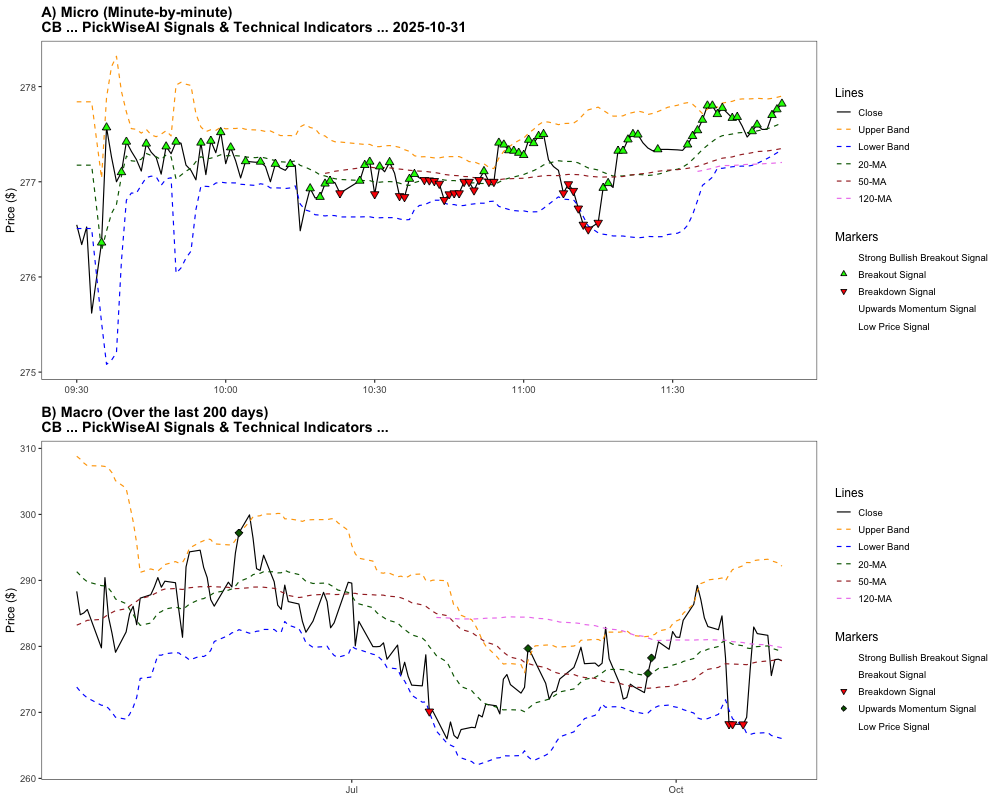 A) Micro (Minute-by-minute)
CB ... PickWiseAI Signals & Technical Indicators ... 2025-10-31
Price ($)
278
277
276
275
09:30
10:00
10:30
11:00
11:30
Lines
Close
Upper Band
Lower Band
20-MA
50-MA
120-MA
Markers
Strong Bullish Breakout Signal
Breakout Signal
Breakdown Signal
Upwards Momentum Signal
Low Price Signal
B) Macro (Over the last 200 days)
CB ... PickWiseAI Signals & Technical Indicators ...
Price ($)
310
300
290
280
270
260
Jul
Oct
Lines
Close
Upper Band
Lower Band
20-MA
50-MA
120-MA
Markers
Strong Bullish Breakout Signal
Breakout Signal
Breakdown Signal
Upwards Momentum Signal
Low Price Signal